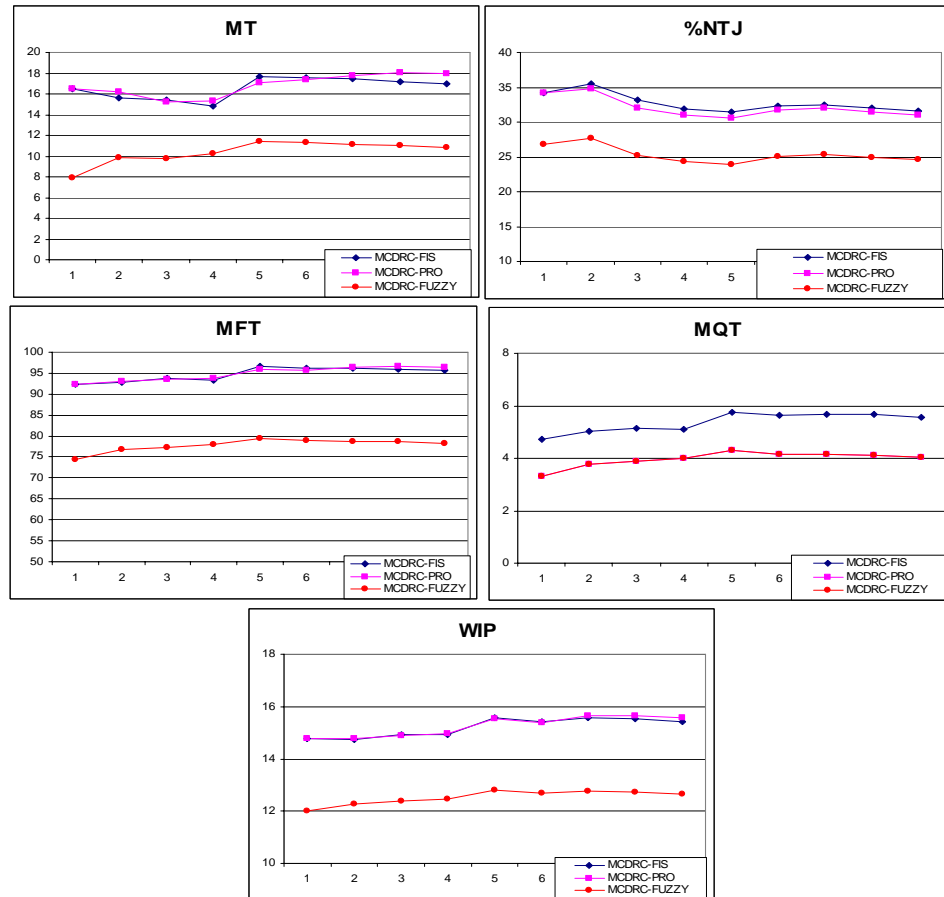 MT
20
18
16
14
12
10
8
6
4
2
0
1 2 3 4 5 6
MCDRC-FIS
MCDRC-PRO
MCDRC-FUZZY
%NTJ
40
35
30
25
20
15
10
1 2 3 4 5
MCDRC-FIS
MCDRC-PRO
MCDRC-FUZZY
MFT
100
95
90
85
80
75
70
65
60
55
50
1 2 3 4 5 6
MCDRC-FIS
MCDRC-PRO
MCDRC-FUZZY
MQT
8
6
4
2
0
1 2 3 4 5 6
MCDRC-FIS
MCDRC-PRO
MCDRC-FUZZY
WIP
18
16
14
12
10
1 2 3 4 5 6
MCDRC-FIS
MCDRC-PRO
MCDRC-FUZZY